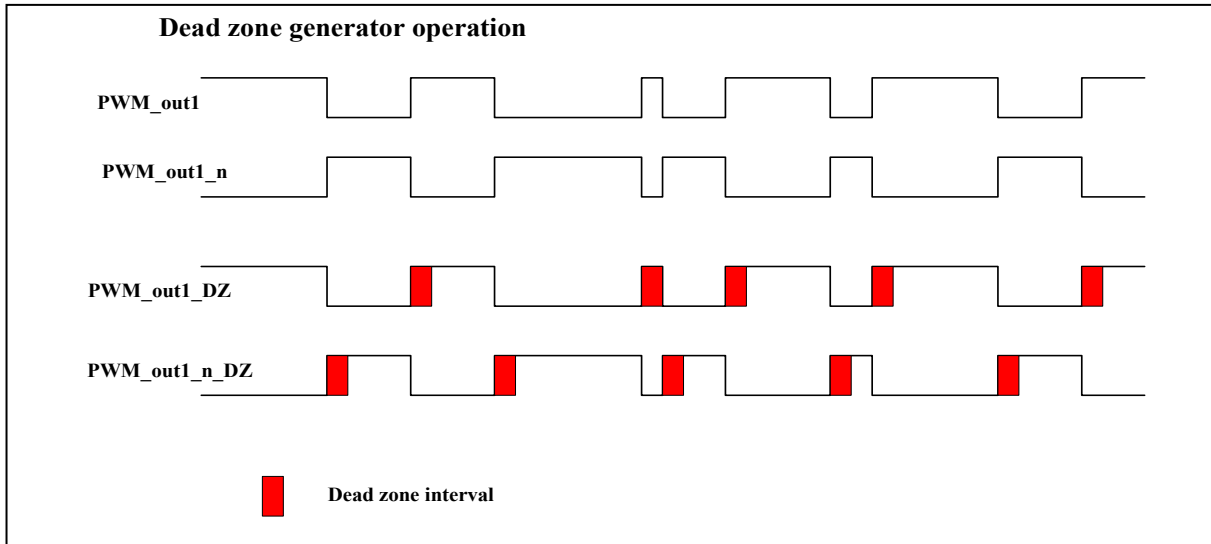 Dead zone generator operation
PWM_out1
PWM_out1_n
PWM_out1_DZ
PWM_out1_n_DZ
Dead zone interval